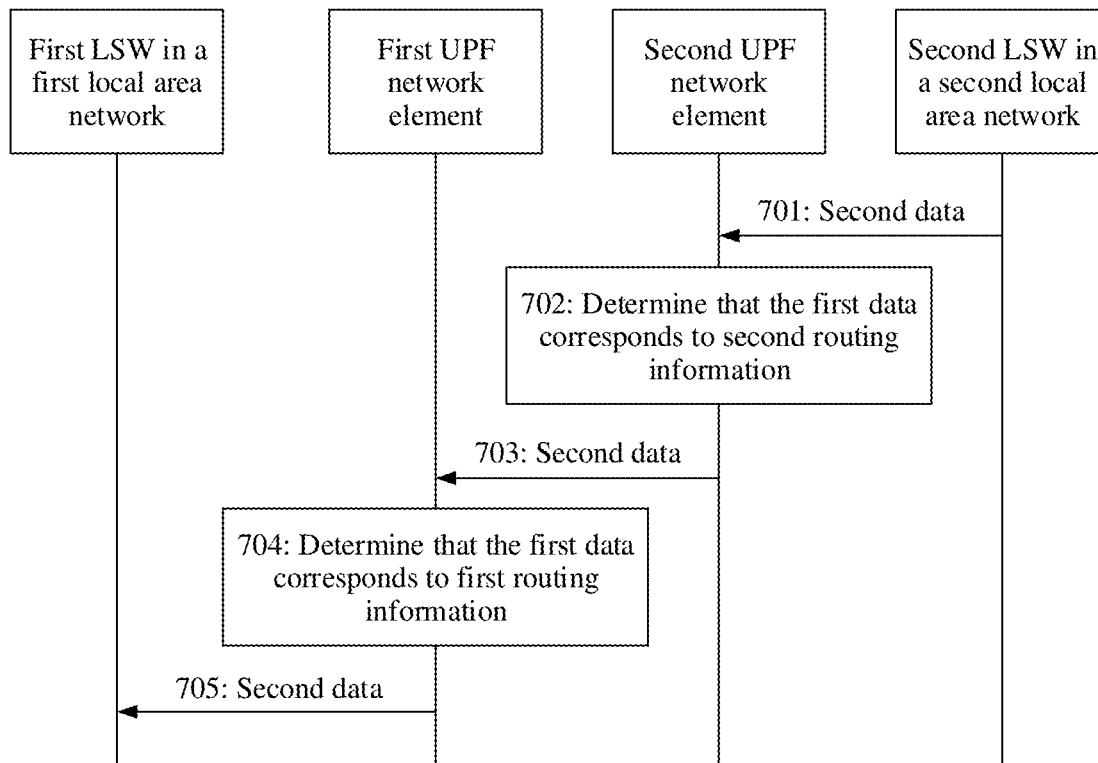 First LSW in a
first local area
network
First UPF
network
element
Second UPF
network
element
Second LSW in
a second local
area network
701: Second data
702: Determine that the first data
corresponds to second routing
information
703: Second data
704: Determine that the first data
corresponds to first routing
information
705: Second data